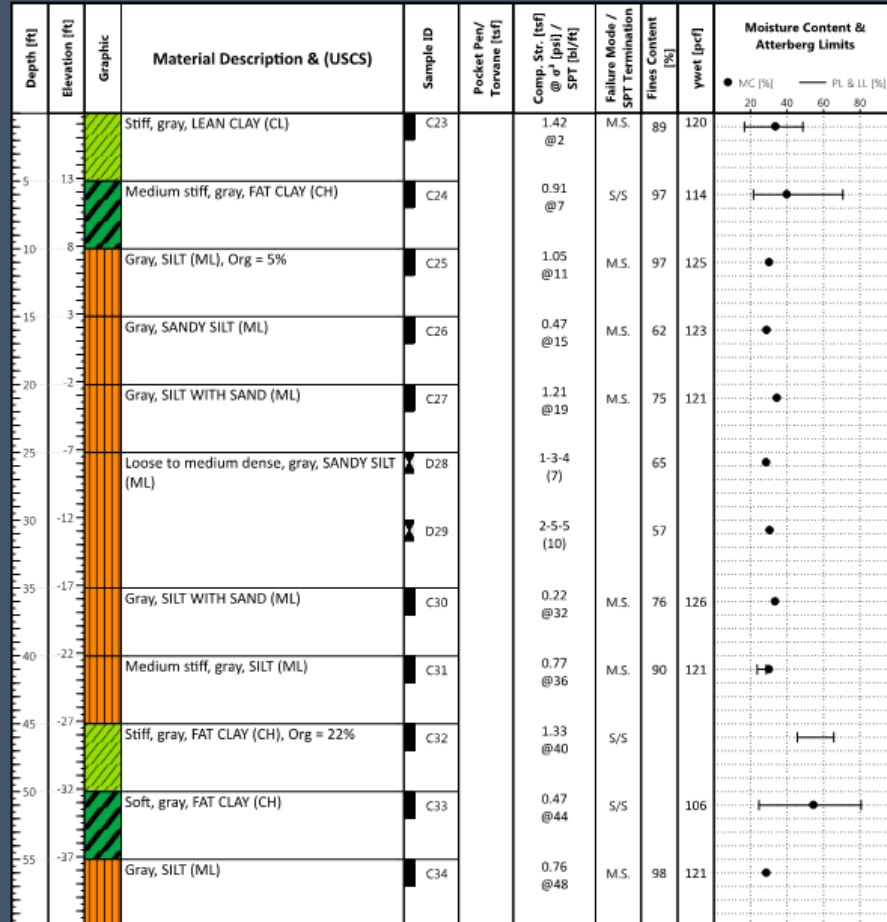 Depth [ft]
Elevation [ft]
Graphic
Material Description & (USCS)
Sample ID
Pocket Pen/
Torvane [tsf]
Comp. Str. [tsf]
@ σ³ [psi] /
SPT [bl/ft]
Failure Mode /
SPT Termination
Fines Content
[%]
γwet [pcf]
Moisture Content &
Atterberg Limits
MC [%] PL & LL [%]
20 40 60 80
Stiff, gray, LEAN CLAY (CL) C23 1.42 M.S. 89 120
@2
5 13
Medium stiff, gray, FAT CLAY (CH) C24 0.91 S/S 97 114
@7
10 8
Gray, SILT (ML), Org = 5% C25 1.05 M.S. 97 125
@11
15 3
Gray, SANDY SILT (ML) C26 0.47 M.S. 62 123
@15
20 -2
Gray, SILT WITH SAND (ML) C27 1.21 M.S. 75 121
@19
25 -7
Loose to medium dense, gray, SANDY SILT D28 1-3-4 65
(ML) (7)
30 -12
D29 2-5-5 57
(10)
35 -17
Gray, SILT WITH SAND (ML) C30 0.22 M.S. 76 126
@32
40 -22
Medium stiff, gray, SILT (ML) C31 0.77 M.S. 90 121
@36
45 -27
Stiff, gray, FAT CLAY (CH), Org = 22% C32 1.33 S/S
@40
50 -32
Soft, gray, FAT CLAY (CH) C33 0.47 S/S 106
@44
55 -37
Gray, SILT (ML) C34 0.76 M.S. 98 121
@48